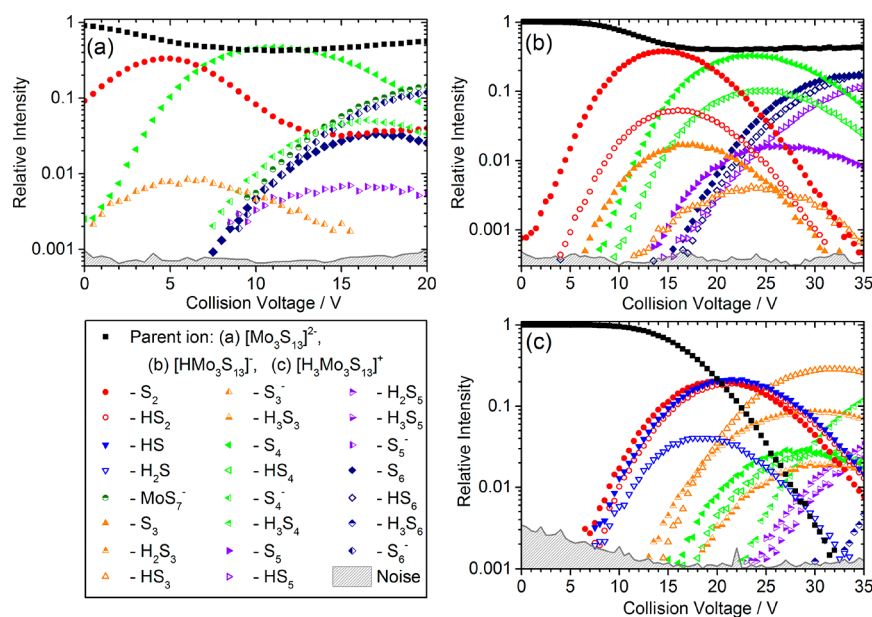 (a)
Relative Intensity
1
0.1
0.01
0.001
0 5 10 15 20
Collision Voltage / V
(b)
Relative Intensity
1
0.1
0.01
0.001
0 5 10 15 20 25 30 35
Collision Voltage / V
Parent ion: (a) [Mo₃S₁₃]²⁻,
(b) [HMo₃S₁₃]⁻, (c) [H₃Mo₃S₁₃]⁺
- S₂ - S₃⁻ - H₂S₅
- HS₂ - H₃S₃ - H₃S₅
- HS - S₄ - S₅⁻
- H₂S - HS₄ - S₆
- MoS₇⁻ - S₄⁻ - HS₆
- S₃ - H₃S₄ - H₃S₆
- H₂S₃ - S₅ - S₆⁻
- HS₃ - HS₅ Noise
(c)
Relative Intensity
1
0.1
0.01
0.001
0 5 10 15 20 25 30 35
Collision Voltage / V